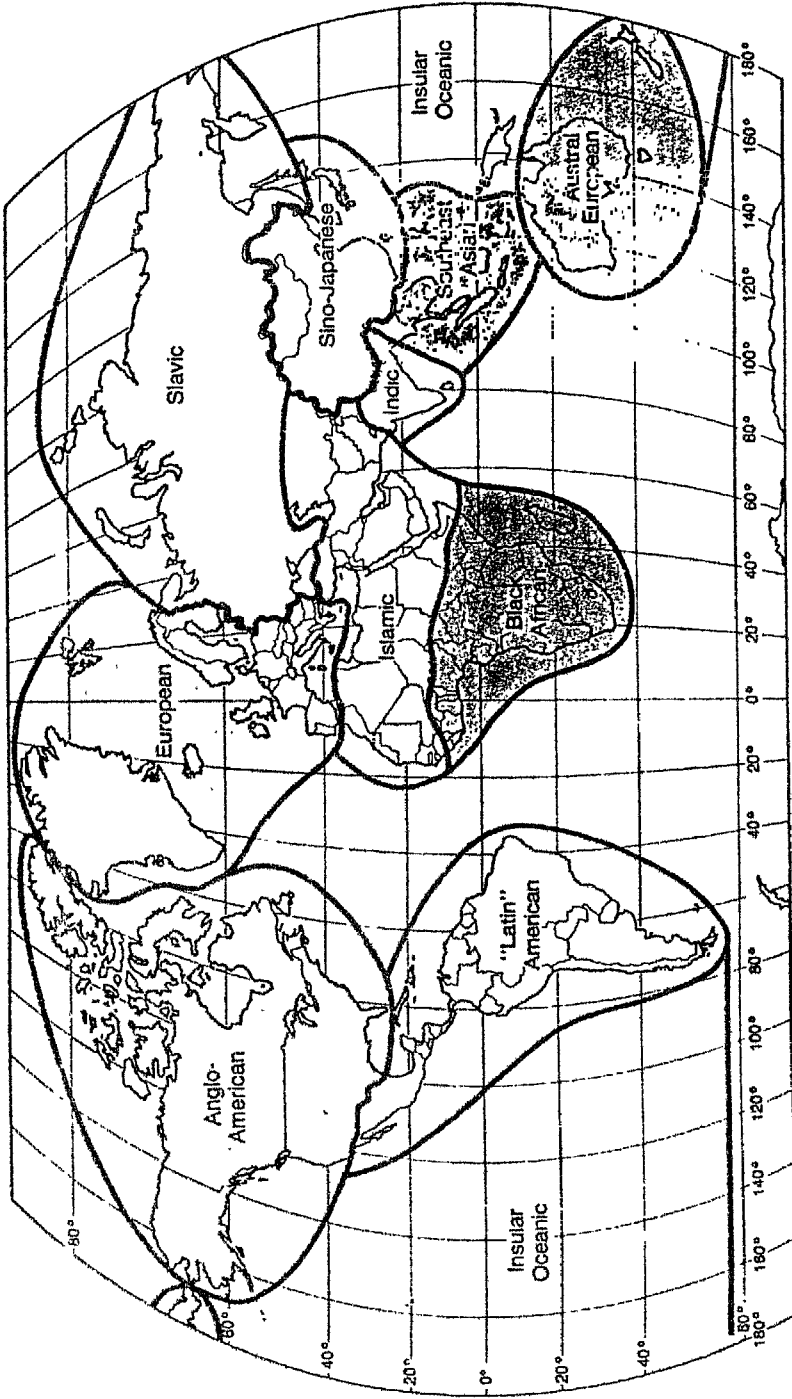 Anglo-
American
European
Slavic
Sino-Japanese
Islamic
Indic
Southeast
Asian
Black
African
"Latin"
American
Austral
European
Insular
Oceanic
Insular
Oceanic
80°
60°
40°
20°
0°
20°
40°
60°
180°
160°
140°
120°
100°
80°
60°
40°
20°
0°
20°
40°
60°
80°
100°
120°
140°
160°
180°